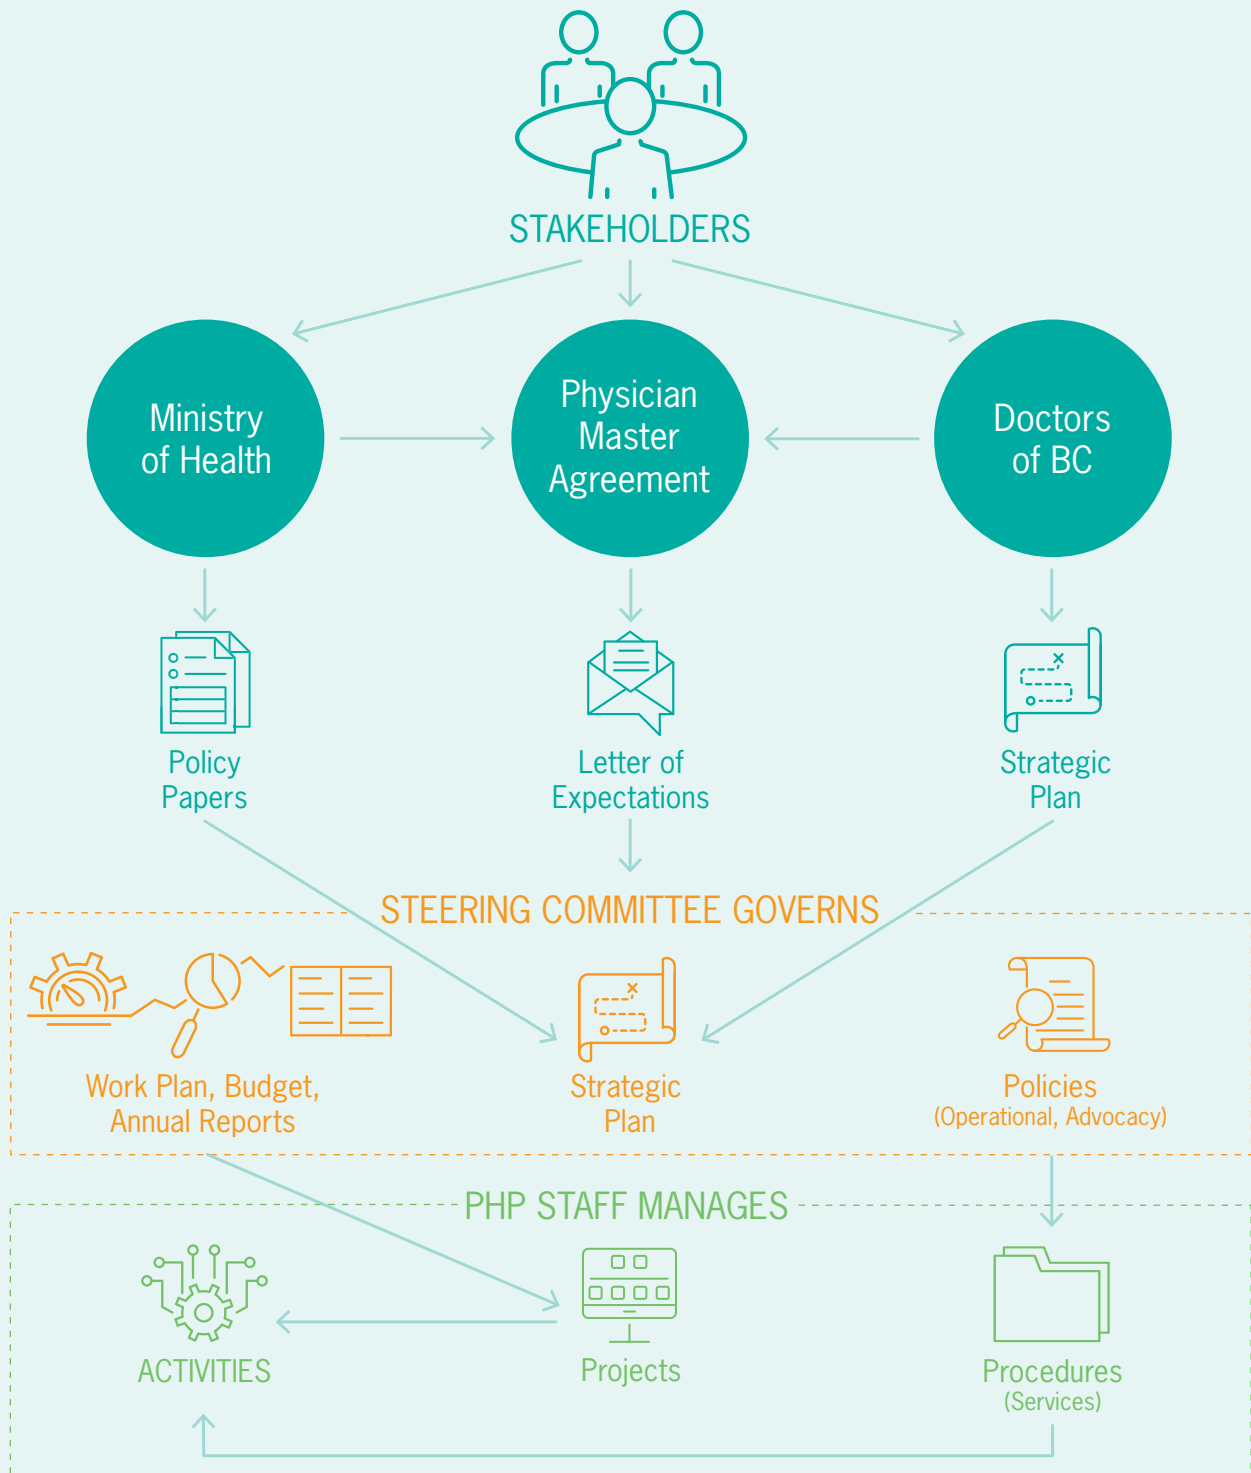 STAKEHOLDERS
Ministry
of Health
Physician
Master
Agreement
Doctors
of BC
Policy
Papers
Letter of
Expectations
Strategic
Plan
STEERING COMMITTEE GOVERNS
Work Plan, Budget,
Annual Reports
Strategic
Plan
Policies
(Operational, Advocacy)
PHP STAFF MANAGES
ACTIVITIES
Projects
Procedures
(Services)